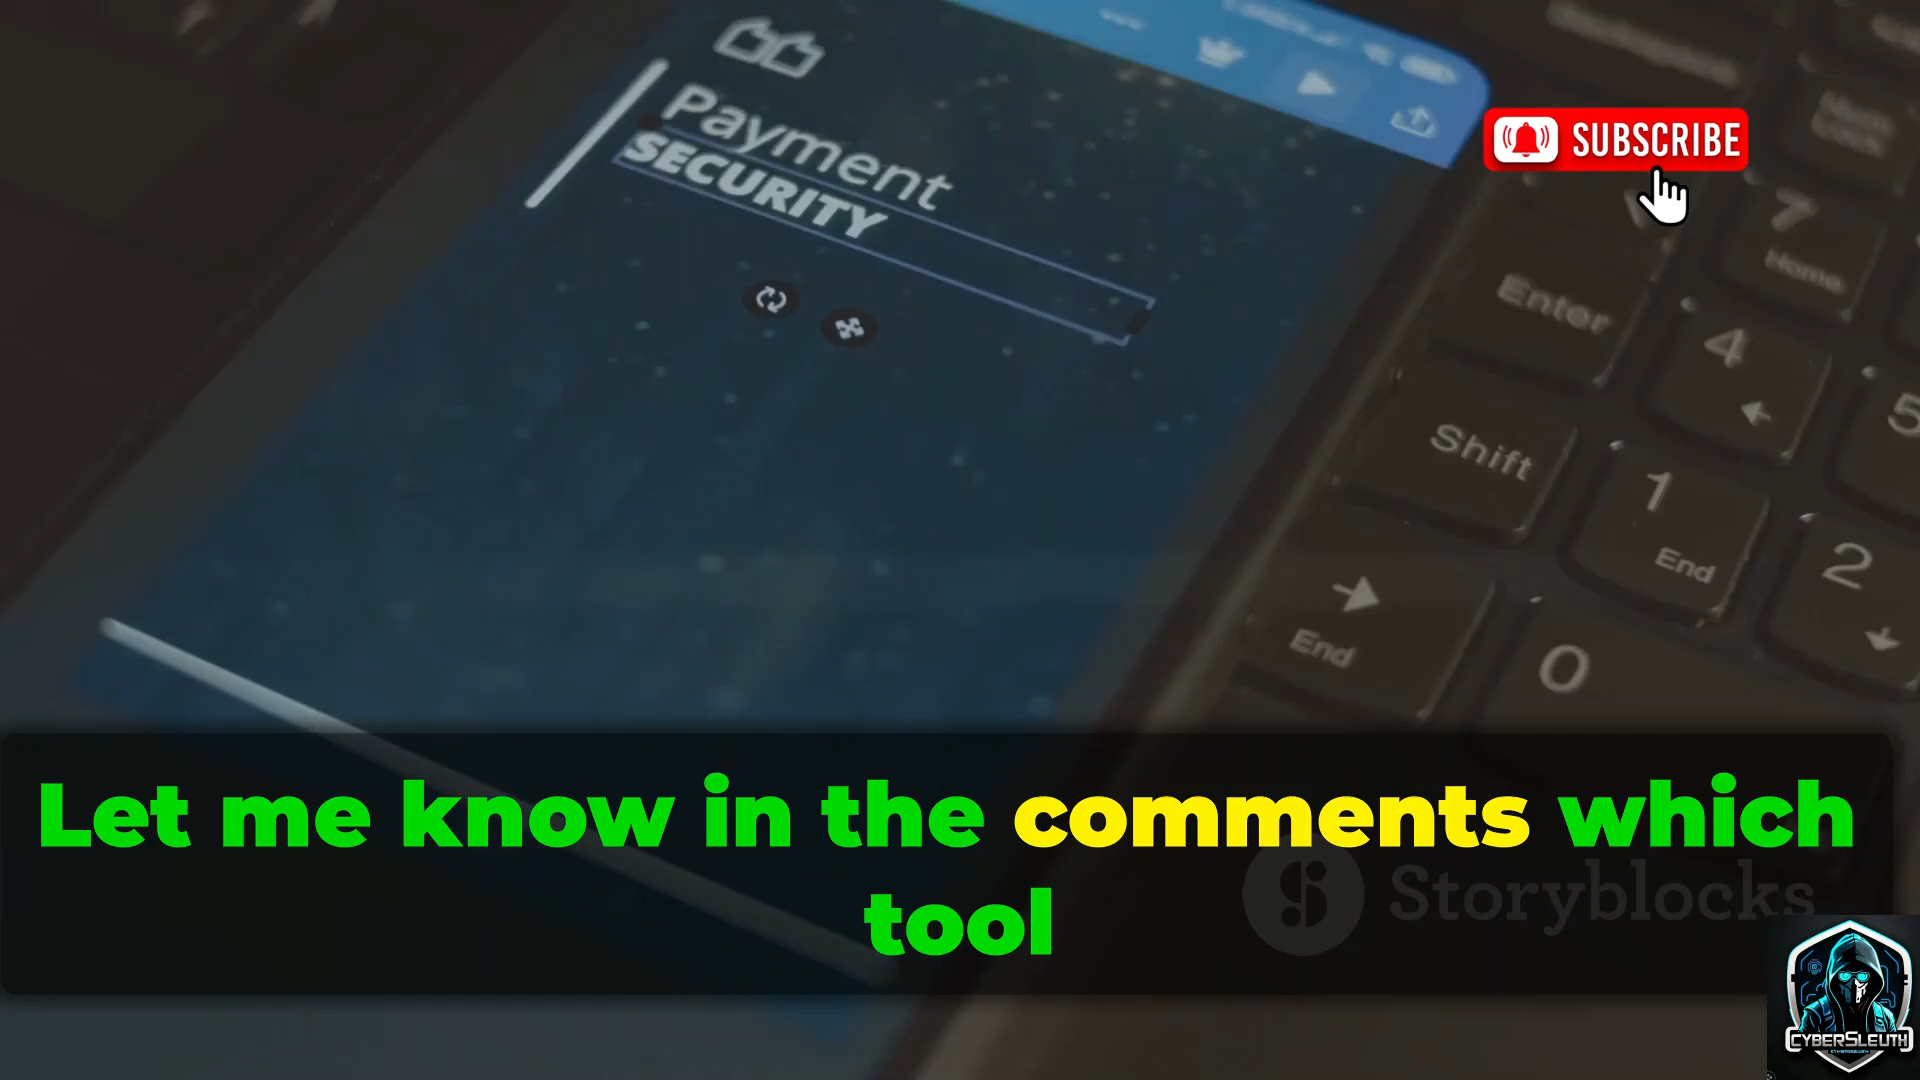 Payment
SECURITY
SUBSCRIBE
7
Home
Enter
4
5
Shift
1
End
2
End
0
Let me know in the comments which
tool
Storyblocks
CYBERSLEUTH